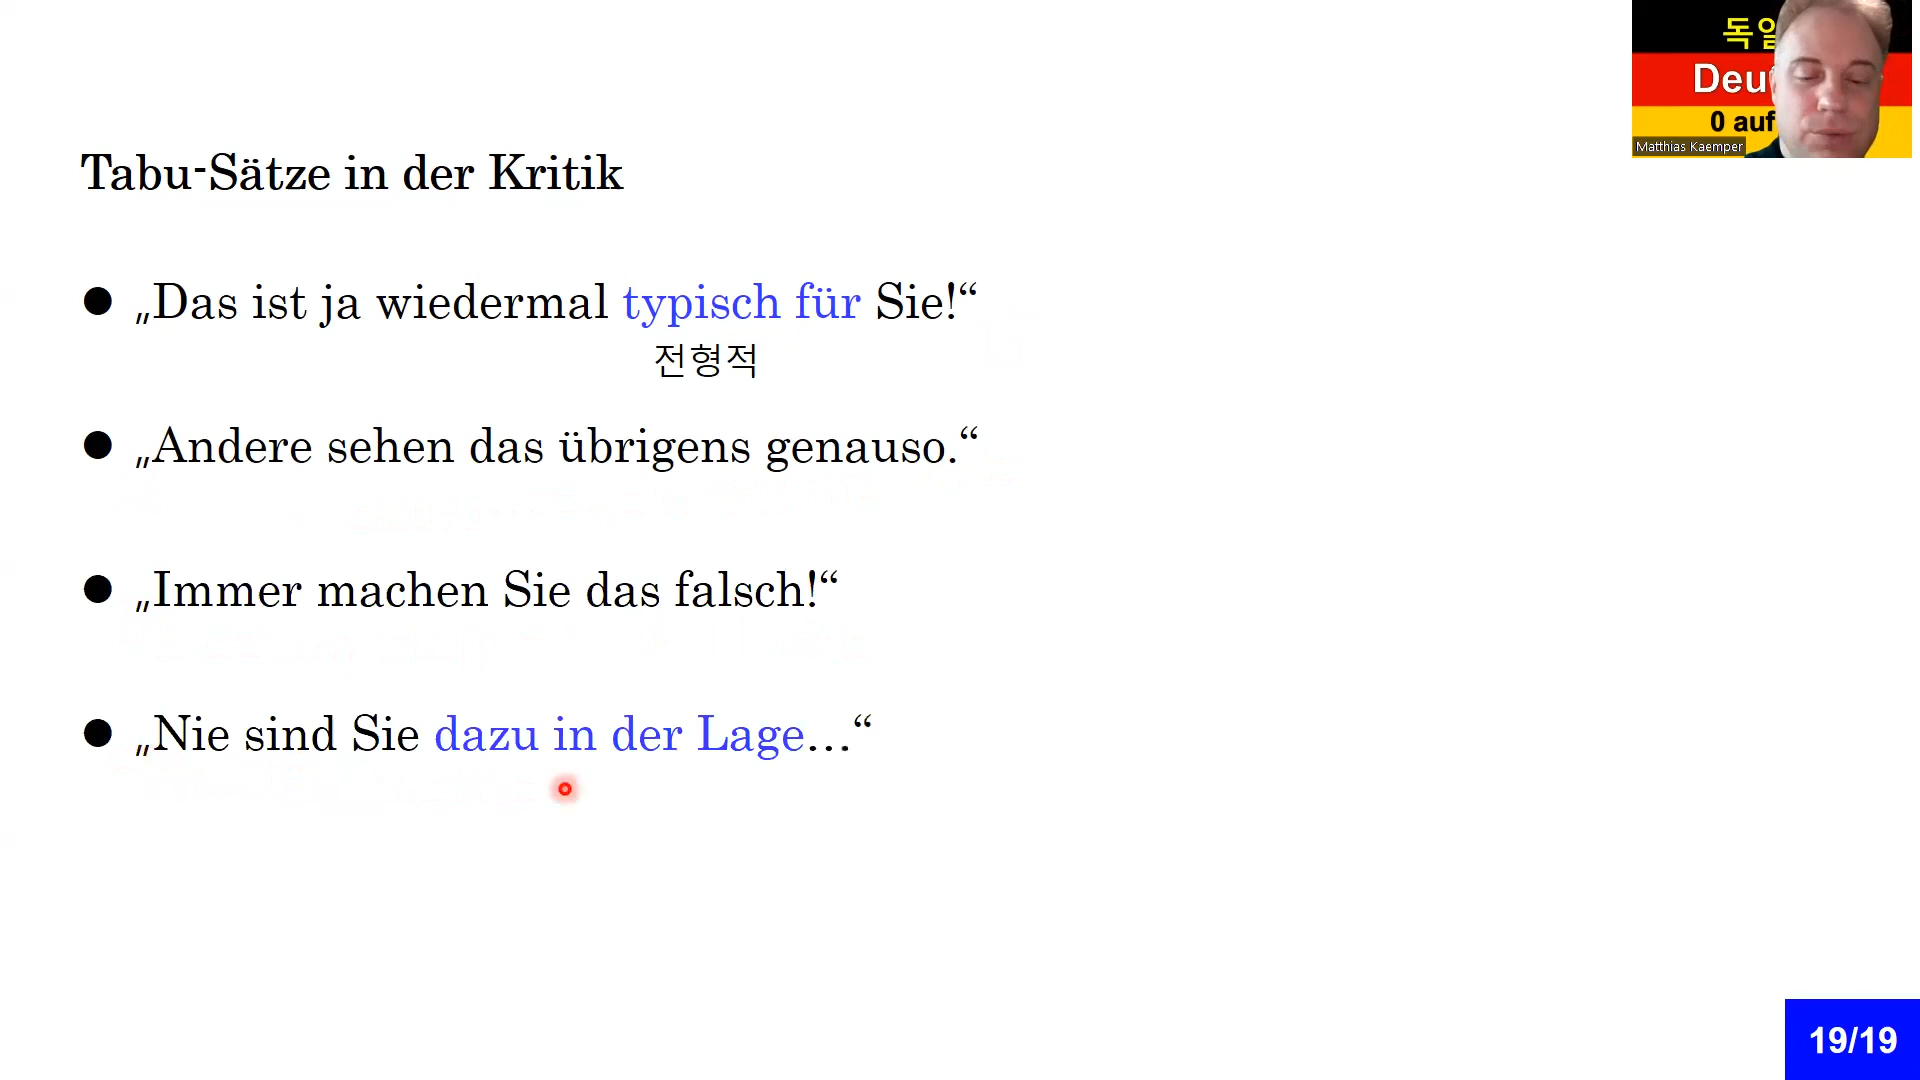 독일
Deu
0 auf
Matthias Kaemper
Tabu-Sätze in der Kritik
● „Das ist ja wiedermal typisch für Sie!“
전형적
● „Andere sehen das übrigens genauso.“
● „Immer machen Sie das falsch!“
● „Nie sind Sie dazu in der Lage...“
19/19